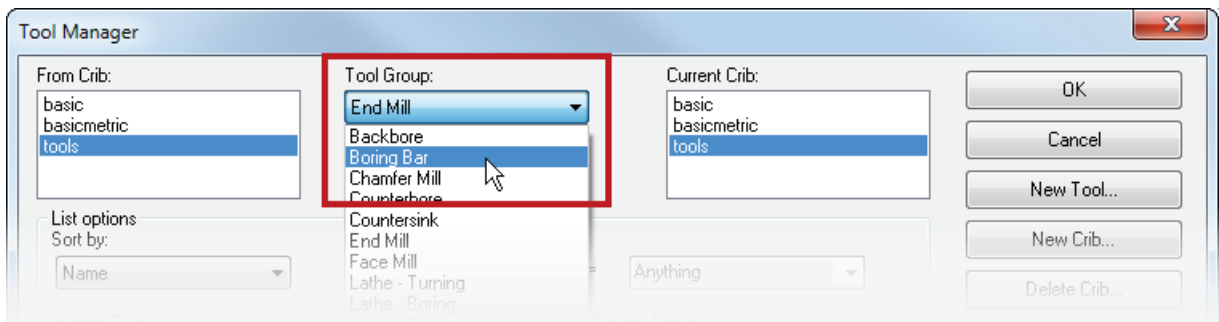 Tool Manager
From Crib:
basic
basicmetric
tools
Tool Group:
End Mill
Backbore
Boring Bar
Chamfer Mill
Counterbore
Countersink
End Mill
Face Mill
Lathe - Turning
Lathe - Boring
Current Crib:
basic
basicmetric
tools
OK
Cancel
New Tool...
New Crib...
Delete Crib...
List options
Sort by:
Name
=
Anything